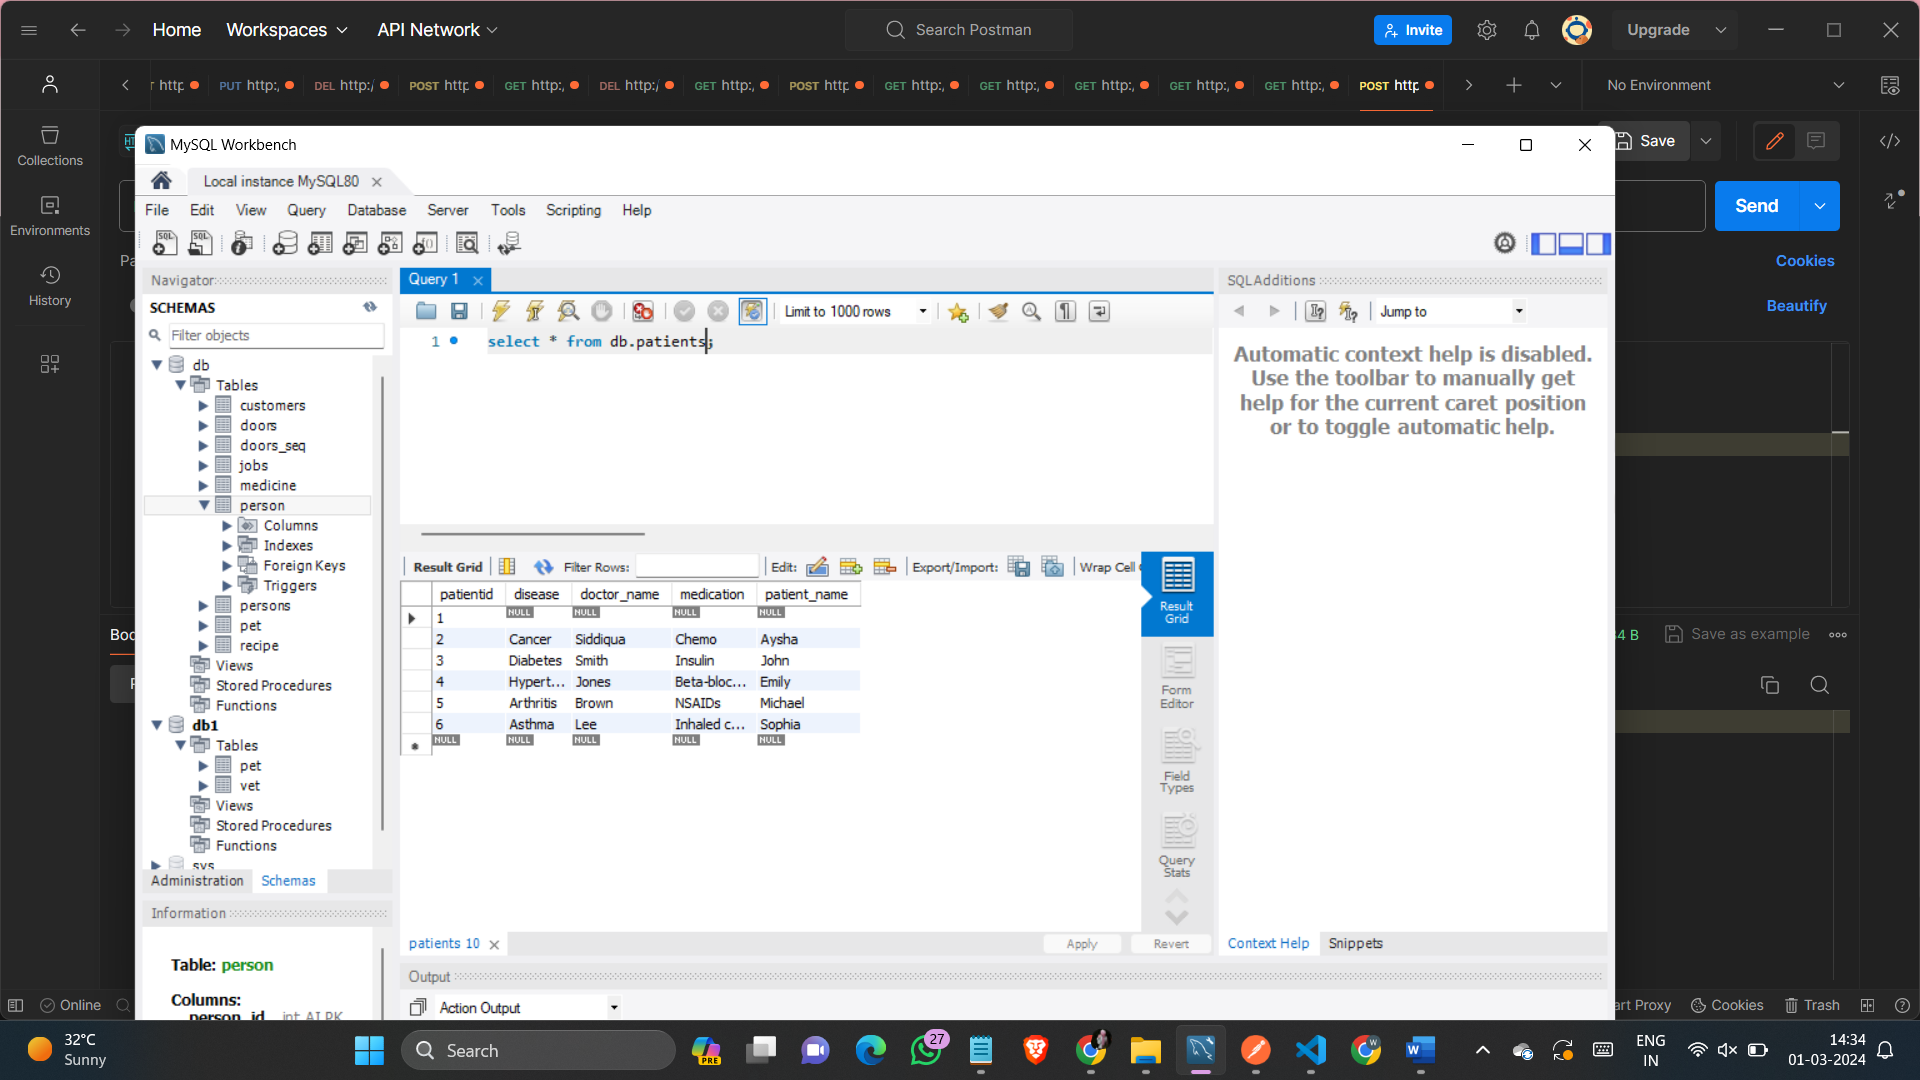 Home Workspaces API Network Search Postman Invite Upgrade
http PUT http:/ DEL http:/ POST http GET http:/ DEL http:/ GET http:/ POST http GET http:/ GET http:/ GET http:/ GET http:/ GET http:/ POST http No Environment
Collections
Environments
History
Save
Send
Cookies
Beautify
MySQL Workbench
Local instance MySQL80
File Edit View Query Database Server Tools Scripting Help
Navigator
SCHEMAS
Filter objects
db
Tables
customers
doors
doors_seq
jobs
medicine
person
Columns
Indexes
Foreign Keys
Triggers
persons
pet
recipe
Views
Stored Procedures
Functions
db1
Tables
pet
vet
Views
Stored Procedures
Functions
sys
Administration Schemas
Information
Table: person
Columns:
person_id int AI PK
Query 1
Limit to 1000 rows
1 select * from db.patients;
Result Grid Filter Rows: Edit: Export/Import: Wrap Cell
patientid disease doctor_name medication patient_name
1 NULL NULL NULL NULL
2 Cancer Siddiqua Chemo Aysha
3 Diabetes Smith Insulin John
4 Hypert... Jones Beta-bloc... Emily
5 Arthritis Brown NSAIDs Michael
6 Asthma Lee Inhaled c... Sophia
NULL NULL NULL NULL NULL
Result
Grid
Form
Editor
Field
Types
Query
Stats
patients 10 Apply Revert
Output
Action Output
SQLAdditions
Jump to
Automatic context help is disabled.
Use the toolbar to manually get
help for the current caret position
or to toggle automatic help.
Context Help Snippets
Save as example
Online Proxy Cookies Trash
32°C
Sunny
Search
PRE
27
ENG
IN
14:34
01-03-2024